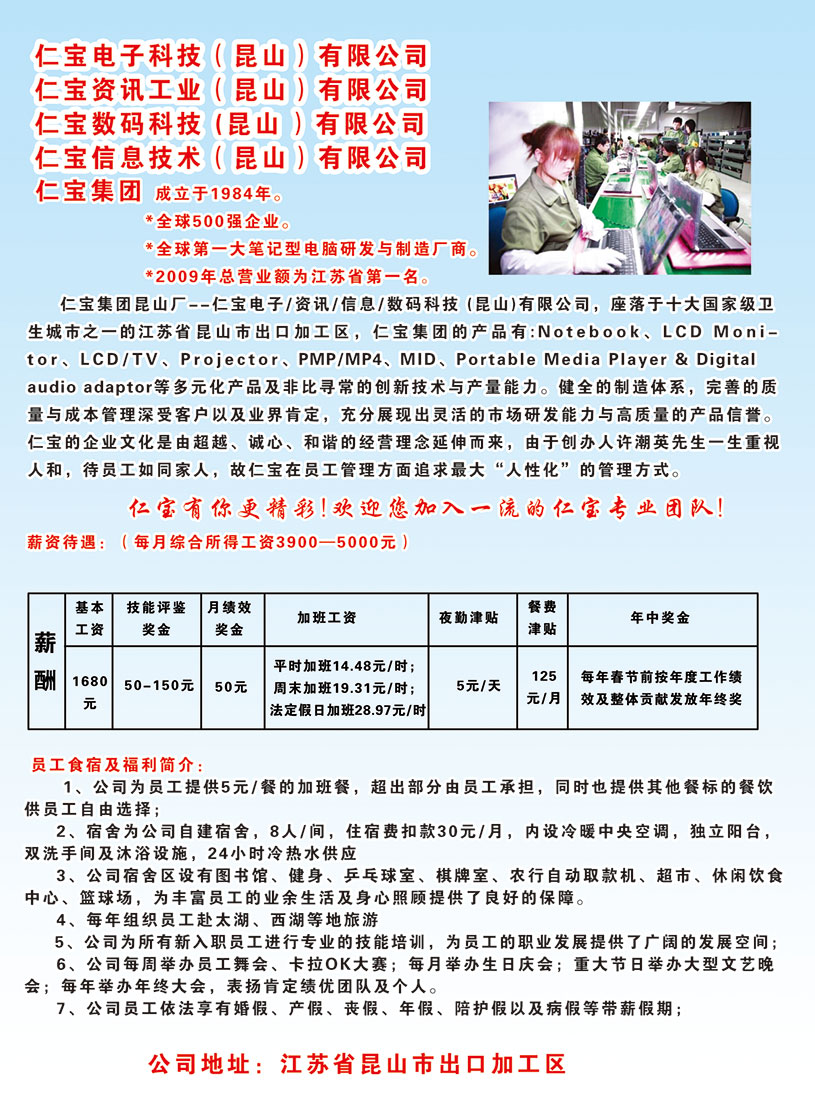 仁宝电子科技（昆山）有限公司
仁宝资讯工业（昆山）有限公司
仁宝数码科技 (昆山 ）有限公司
仁宝信息技术（昆山）有限公司
仁宝集团 成立于1984年。
*全球500强企业。
*全球第一大笔记型电脑研发与制造厂商。
*2009年总营业额为江苏省第一名。
仁宝集团昆山厂--仁宝电子/资讯/信息/数码科技 (昆山)有限公司，座落于十大国家级卫
生城市之一的江苏省昆山市出口加工区，仁宝集团的产品有:Notebook、LCD Moni-
tor、LCD/TV、Projector、PMP/MP4、MID、Portable Media Player & Digital
audio adaptor等多元化产品及非比寻常的创新技术与产量能力。健全的制造体系，完善的质
量与成本管理深受客户以及业界肯定，充分展现出灵活的市场研发能力与高质量的产品信誉。
仁宝的企业文化是由超越、诚心、和谐的经营理念延伸而来，由于创办人许潮英先生一生重视
人和，待员工如同家人，故仁宝在员工管理方面追求最大“人性化”的管理方式。
仁宝有你更精彩!欢迎您加入一流的仁宝专业团队!
薪资待遇：（每月综合所得工资3900—5000元）
薪酬
基本工资 技能评鉴奖金 月绩效奖金 加班工资 夜勤津贴 餐费津贴 年中奖金
1680元 50-150元 50元 平时加班14.48元/时；
周末加班19.31元/时；
法定假日加班28.97元/时
5元/天 125元/月 每年春节前按年度工作绩
效及整体贡献发放年终奖
员工食宿及福利简介：
1、公司为员工提供5元/餐的加班餐，超出部分由员工承担，同时也提供其他餐标的餐饮
供员工自由选择；
2、宿舍为公司自建宿舍，8人/间，住宿费扣款30元/月，内设冷暖中央空调，独立阳台，
双洗手间及沐浴设施，24小时冷热水供应
3、公司宿舍区设有图书馆、健身、乒乓球室、棋牌室、农行自动取款机、超市、休闲饮食
中心、篮球场，为丰富员工的业余生活及身心照顾提供了良好的保障。
4、每年组织员工赴太湖、西湖等地旅游
5、公司为所有新入职员工进行专业的技能培训，为员工的职业发展提供了广阔的发展空间；
6、公司每周举办员工舞会、卡拉OK大赛；每月举办生日庆会；重大节日举办大型文艺晚
会；每年举办年终大会，表扬肯定绩优团队及个人。
7、公司员工依法享有婚假、产假、丧假、年假、陪护假以及病假等带薪假期；
公司地址：江苏省昆山市出口加工区